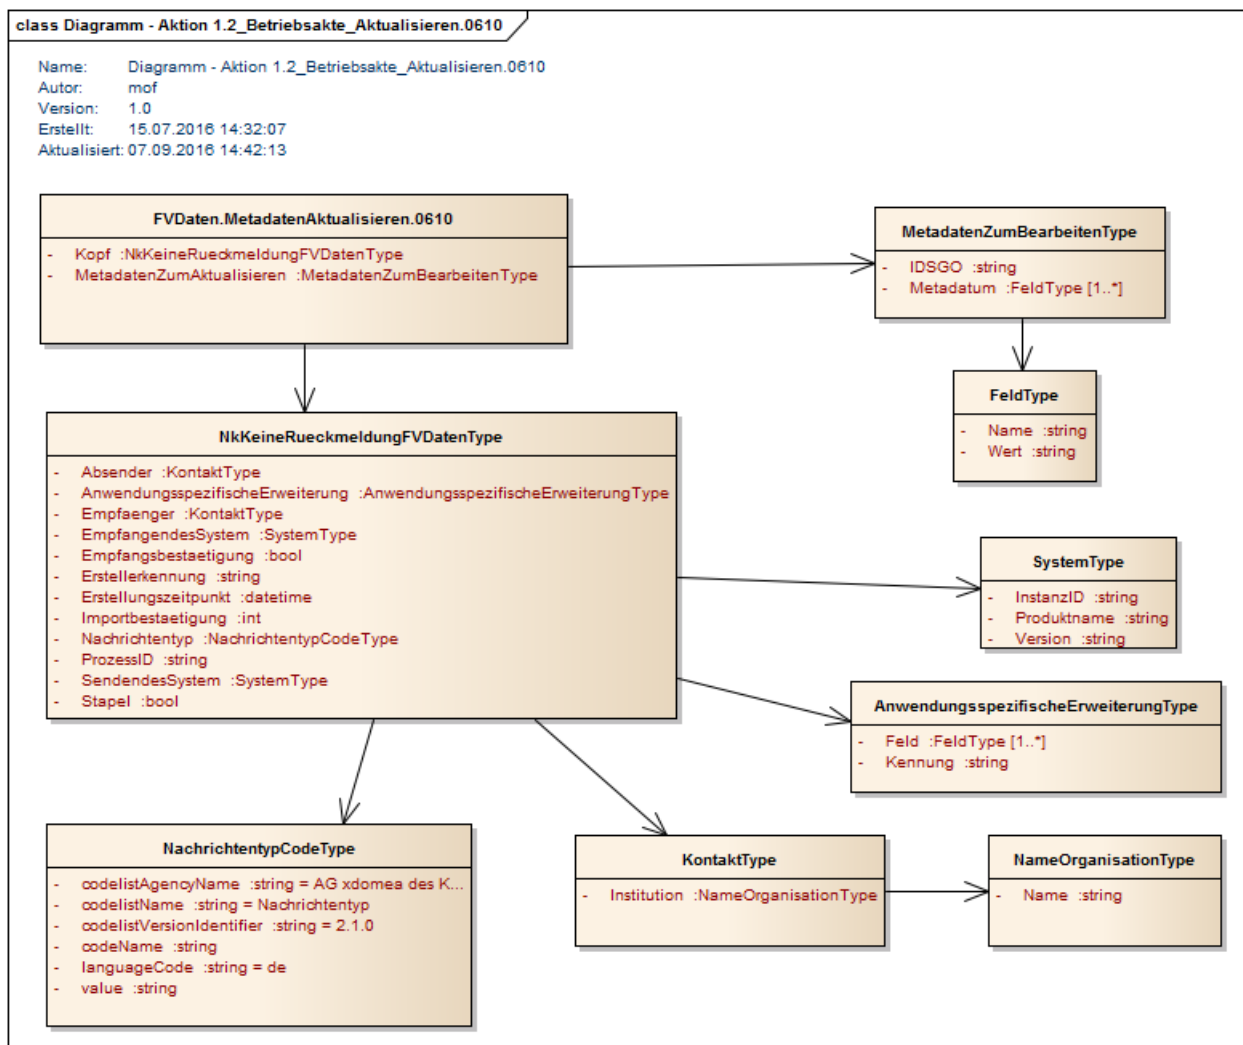 class Diagramm - Aktion 1.2_Betriebsakte_Aktualisieren.0610
Name: Diagramm - Aktion 1.2_Betriebsakte_Aktualisieren.0610
Autor: mof
Version: 1.0
Erstellt: 15.07.2016 14:32:07
Aktualisiert: 07.09.2016 14:42:13
FVDaten.MetadatenAktualisieren.0610
- Kopf :NkKeineRueckmeldungFVDatenType
- MetadatenZumAktualisieren :MetadatenZumBearbeitenType
MetadatenZumBearbeitenType
- IDSGO :string
- Metadatum :FeldType [1..*]
FeldType
- Name :string
- Wert :string
NkKeineRueckmeldungFVDatenType
- Absender :KontaktType
- AnwendungsspezifischeErweiterung :AnwendungsspezifischeErweiterungType
- Empfaenger :KontaktType
- EmpfangendesSystem :SystemType
- Empfangsbestaetigung :bool
- Erstellerkennung :string
- Erstellungszeitpunkt :datetime
- Importbestaetigung :int
- Nachrichtentyp :NachrichtentypCodeType
- ProzessID :string
- SendendesSystem :SystemType
- Stapel :bool
SystemType
- InstanzID :string
- Produktname :string
- Version :string
AnwendungsspezifischeErweiterungType
- Feld :FeldType [1..*]
- Kennung :string
NachrichtentypCodeType
- codelistAgencyName :string = AG xdomea des K...
- codelistName :string = Nachrichtentyp
- codelistVersionIdentifier :string = 2.1.0
- codeName :string
- languageCode :string = de
- value :string
KontaktType
- Institution :NameOrganisationType
NameOrganisationType
- Name :string